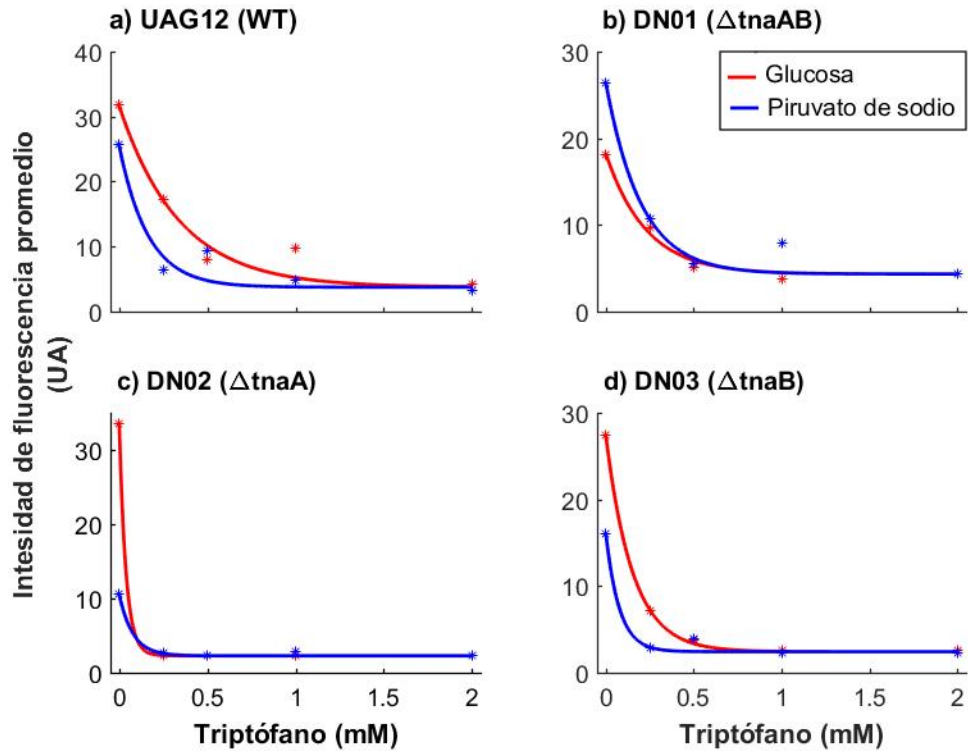 a) UAG12 (WT)
b) DN01 (ΔtnaAB)
40
30
20
10
0
30
20
10
0
Glucosa
Piruvato de sodio
Intesidad de fluorescencia promedio
(UA)
c) DN02 (ΔtnaA)
d) DN03 (ΔtnaB)
30
20
10
0
0 0.5 1 1.5 2
Triptófano (mM)
30
20
10
0
0 0.5 1 1.5 2
Triptófano (mM)